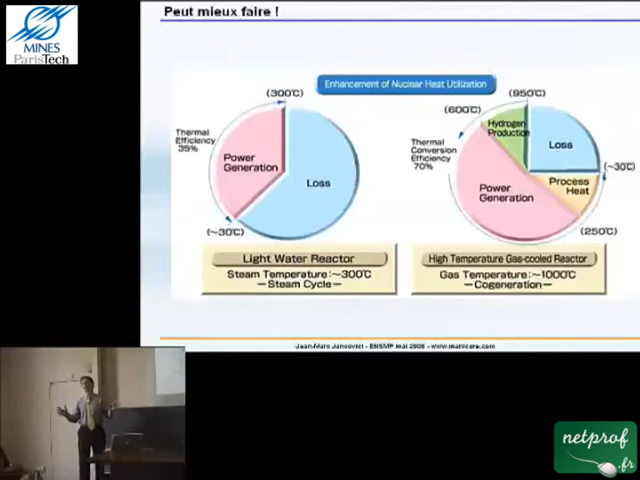 MINES
ParisTech
Peut mieux faire !
Enhancement of Nuclear Heat Utilization
(300℃)
Thermal
Efficiency
35%
Power
Generation
Loss
(~30℃)
Light Water Reactor
Steam Temperature:~300℃
—Steam Cycle—
(950℃)
(600℃)
Hydrogen
Production
Thermal
Conversion
Efficiency
70%
Loss
(~30℃)
Process
Heat
Power
Generation
(250℃)
High Temperature Gas-cooled Reactor
Gas Temperature:~1000℃
—Cogeneration—
Jean-Marc Jancovici - ENSMP mai 2008 - www.manicore.com
netprof
.fr